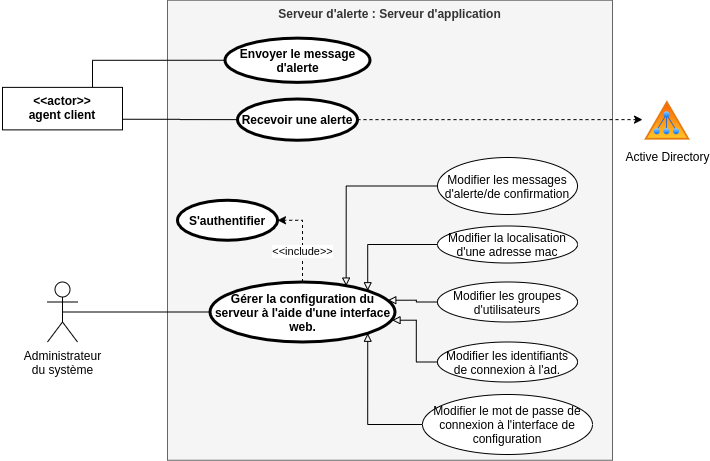 Serveur d'alerte : Serveur d'application
Envoyer le message
d'alerte
<<actor>>
agent client
Recevoir une alerte
Active Directory
Modifier les messages
d'alerte/de confirmation
S'authentifier
Modifier la localisation
d'une adresse mac
<<include>>
Gérer la configuration du
serveur à l'aide d'une interface
web.
Modifier les groupes
d'utilisateurs
Administrateur
du système
Modifier les identifiants
de connexion à l'ad.
Modifier le mot de passe de
connexion à l'interface de
configuration